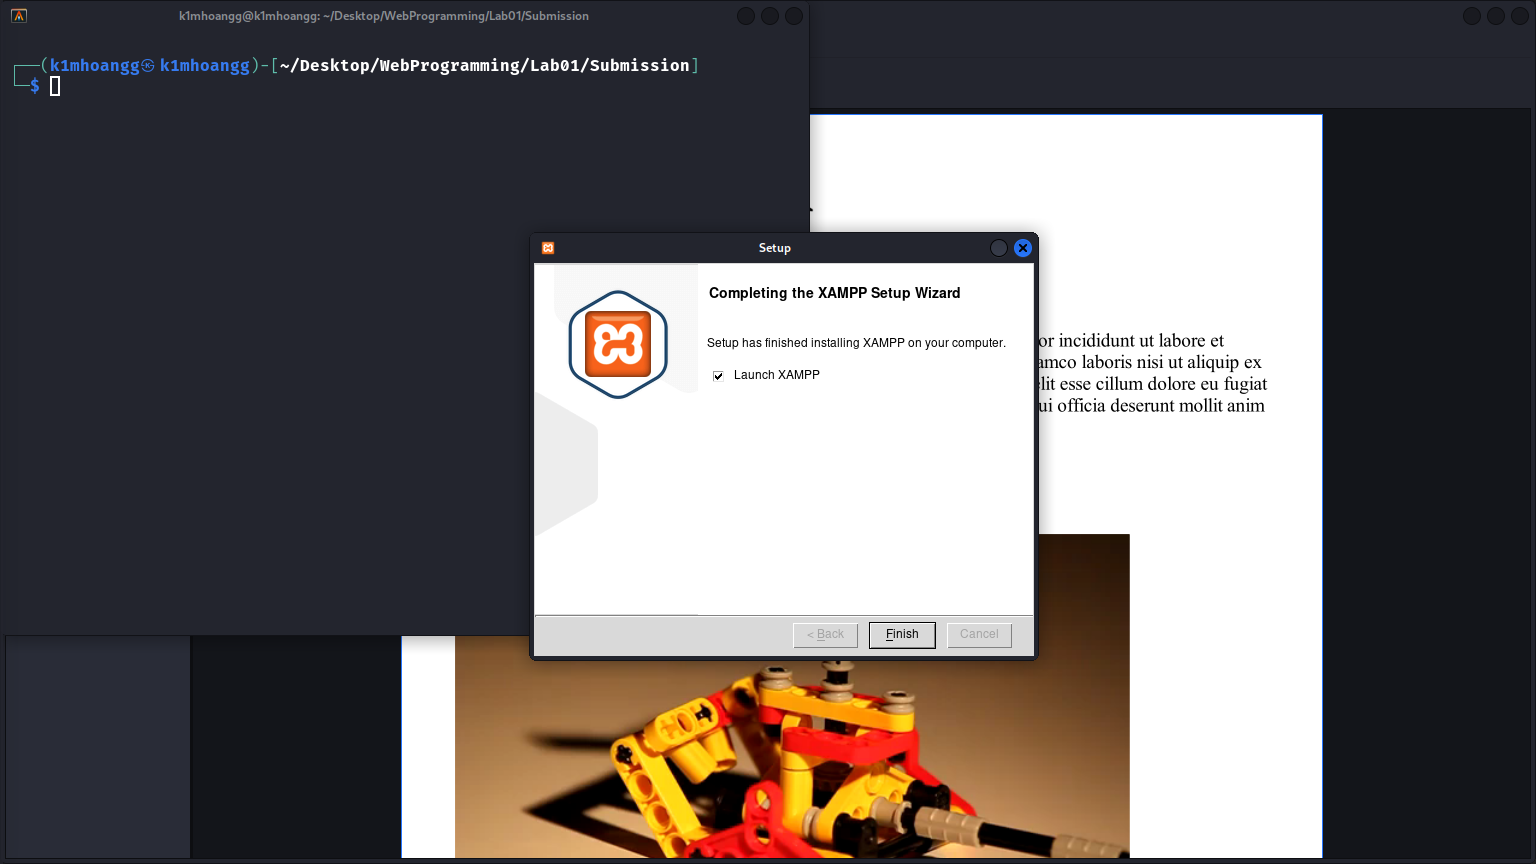 k1mhoangg@k1mhoangg: ~/Desktop/WebProgramming/Lab01/Submission
(k1mhoangg㉿k1mhoangg)-[~/Desktop/WebProgramming/Lab01/Submission]
$
Setup
Completing the XAMPP Setup Wizard
Setup has finished installing XAMPP on your computer.
Launch XAMPP
< Back
Finish
Cancel
or incididunt ut labore et
amco laboris nisi ut aliquip ex
elit esse cillum dolore eu fugiat
ui officia deserunt mollit anim